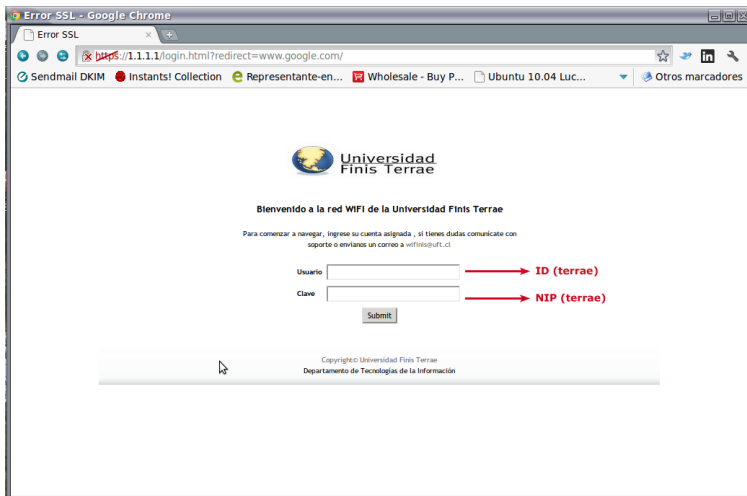 Error SSL - Google Chrome
Error SSL
https://1.1.1.1/login.html?redirect=www.google.com/
Sendmail DKIM Instants! Collection Representante-en... Wholesale - Buy P... Ubuntu 10.04 Luc... Otros marcadores
Universidad
Finis Terrae
Bienvenido a la red WIFI de la Universidad Finis Terrae
Para comenzar a navegar, ingrese su cuenta asignada , si tienes dudas comunicate con
soporte o envíanos un correo a wifinis@uft.cl
Usuario ID (terrae)
Clave NIP (terrae)
Submit
Copyright© Universidad Finis Terrae
Departamento de Tecnologías de la Información